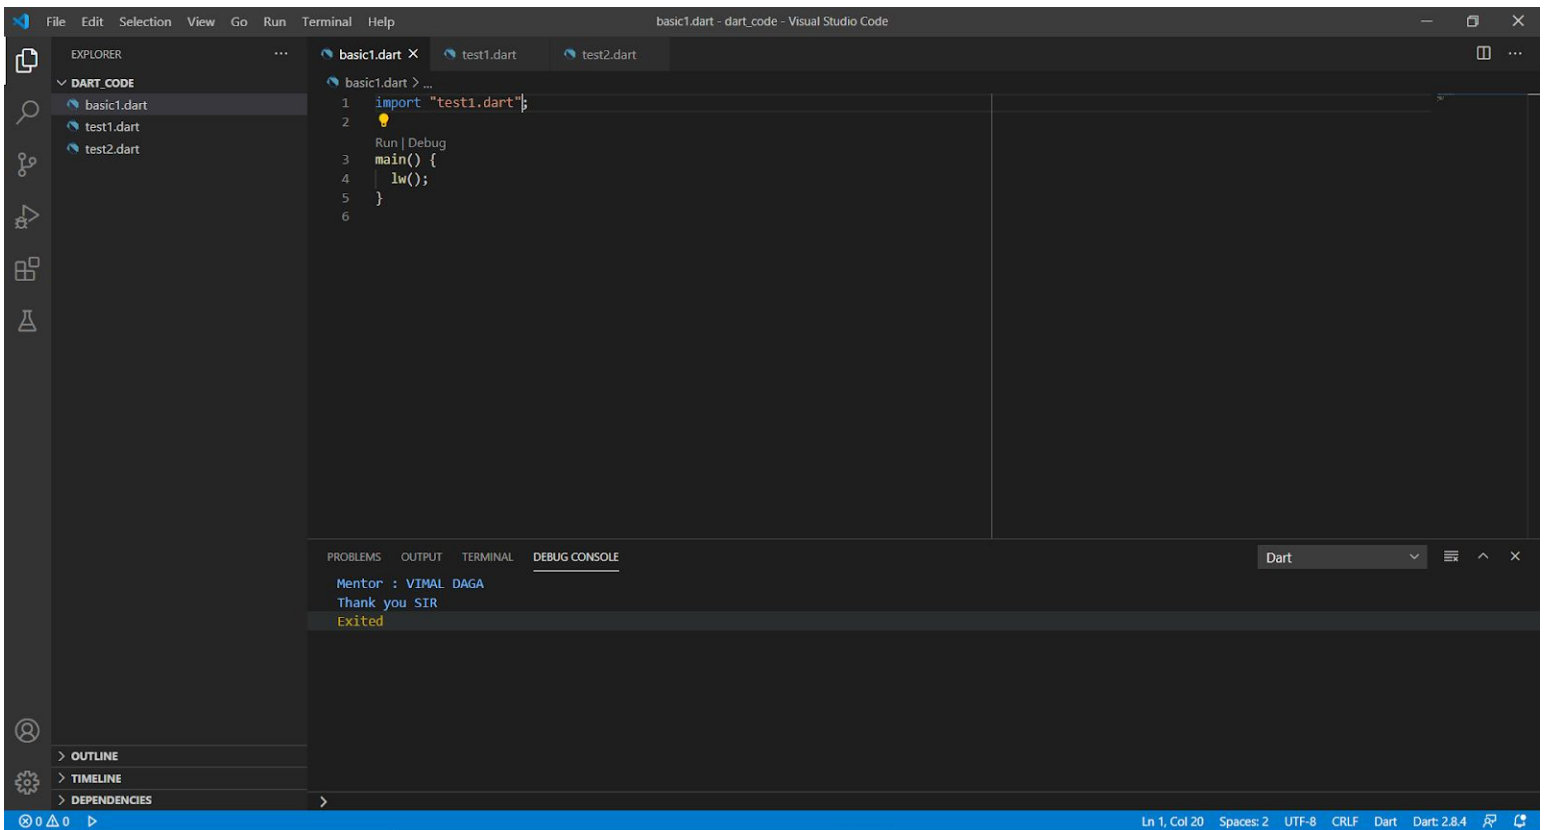 File Edit Selection View Go Run Terminal Help
basic1.dart - dart_code - Visual Studio Code
EXPLORER
DART_CODE
basic1.dart
test1.dart
test2.dart
OUTLINE
TIMELINE
DEPENDENCIES
basic1.dart test1.dart test2.dart
basic1.dart > ...
1 import "test1.dart";
2
Run | Debug
3 main() {
4 lw();
5 }
6
PROBLEMS OUTPUT TERMINAL DEBUG CONSOLE
Dart
Mentor : VIMAL DAGA
Thank you SIR
Exited
0 0
Ln 1, Col 20 Spaces: 2 UTF-8 CRLF Dart Dart: 2.8.4